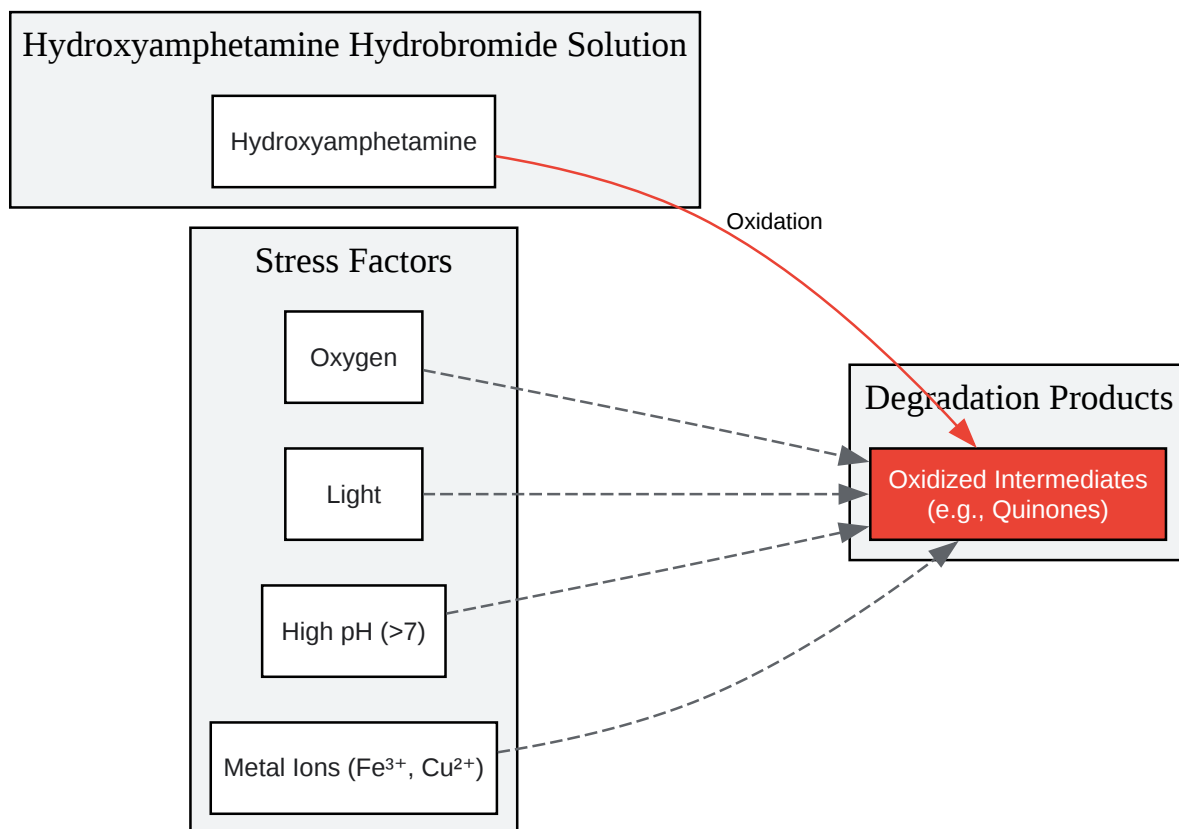 Hydroxyamphetamine Hydrobromide Solution
Hydroxyamphetamine
Oxidation
Stress Factors
Oxygen
Light
High pH (>7)
Metal Ions (Fe³⁺, Cu²⁺)
Degradation Products
Oxidized Intermediates
(e.g., Quinones)